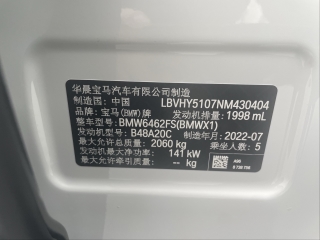 华晨宝马汽车有限公司制造
制造国：中国 LBVHY5107NM430404
品牌：宝马(BMW)牌 发动机排量：1998 mL
整车型号：BMW6462FS(BMWX1)
发动机型号：B48A20C 制造年月：2022-07
最大允许总质量：2060 kg 乘坐人数：5
发动机最大净功率：141 kW
最大允许牵引质量：-- kg